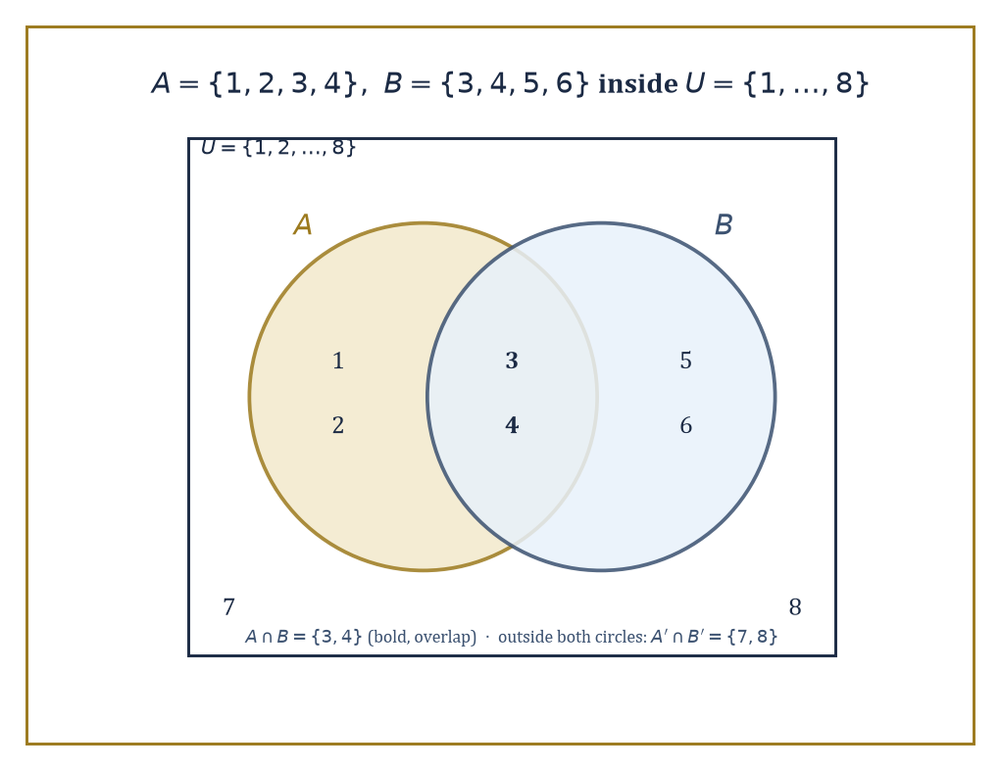 A = {1, 2, 3, 4}, B = {3, 4, 5, 6} inside U = {1, …, 8}
U = {1, 2, …, 8}
A B
1 3 5
2 4 6
7 8
A ∩ B = {3, 4} (bold, overlap) · outside both circles: A′ ∩ B′ = {7, 8}